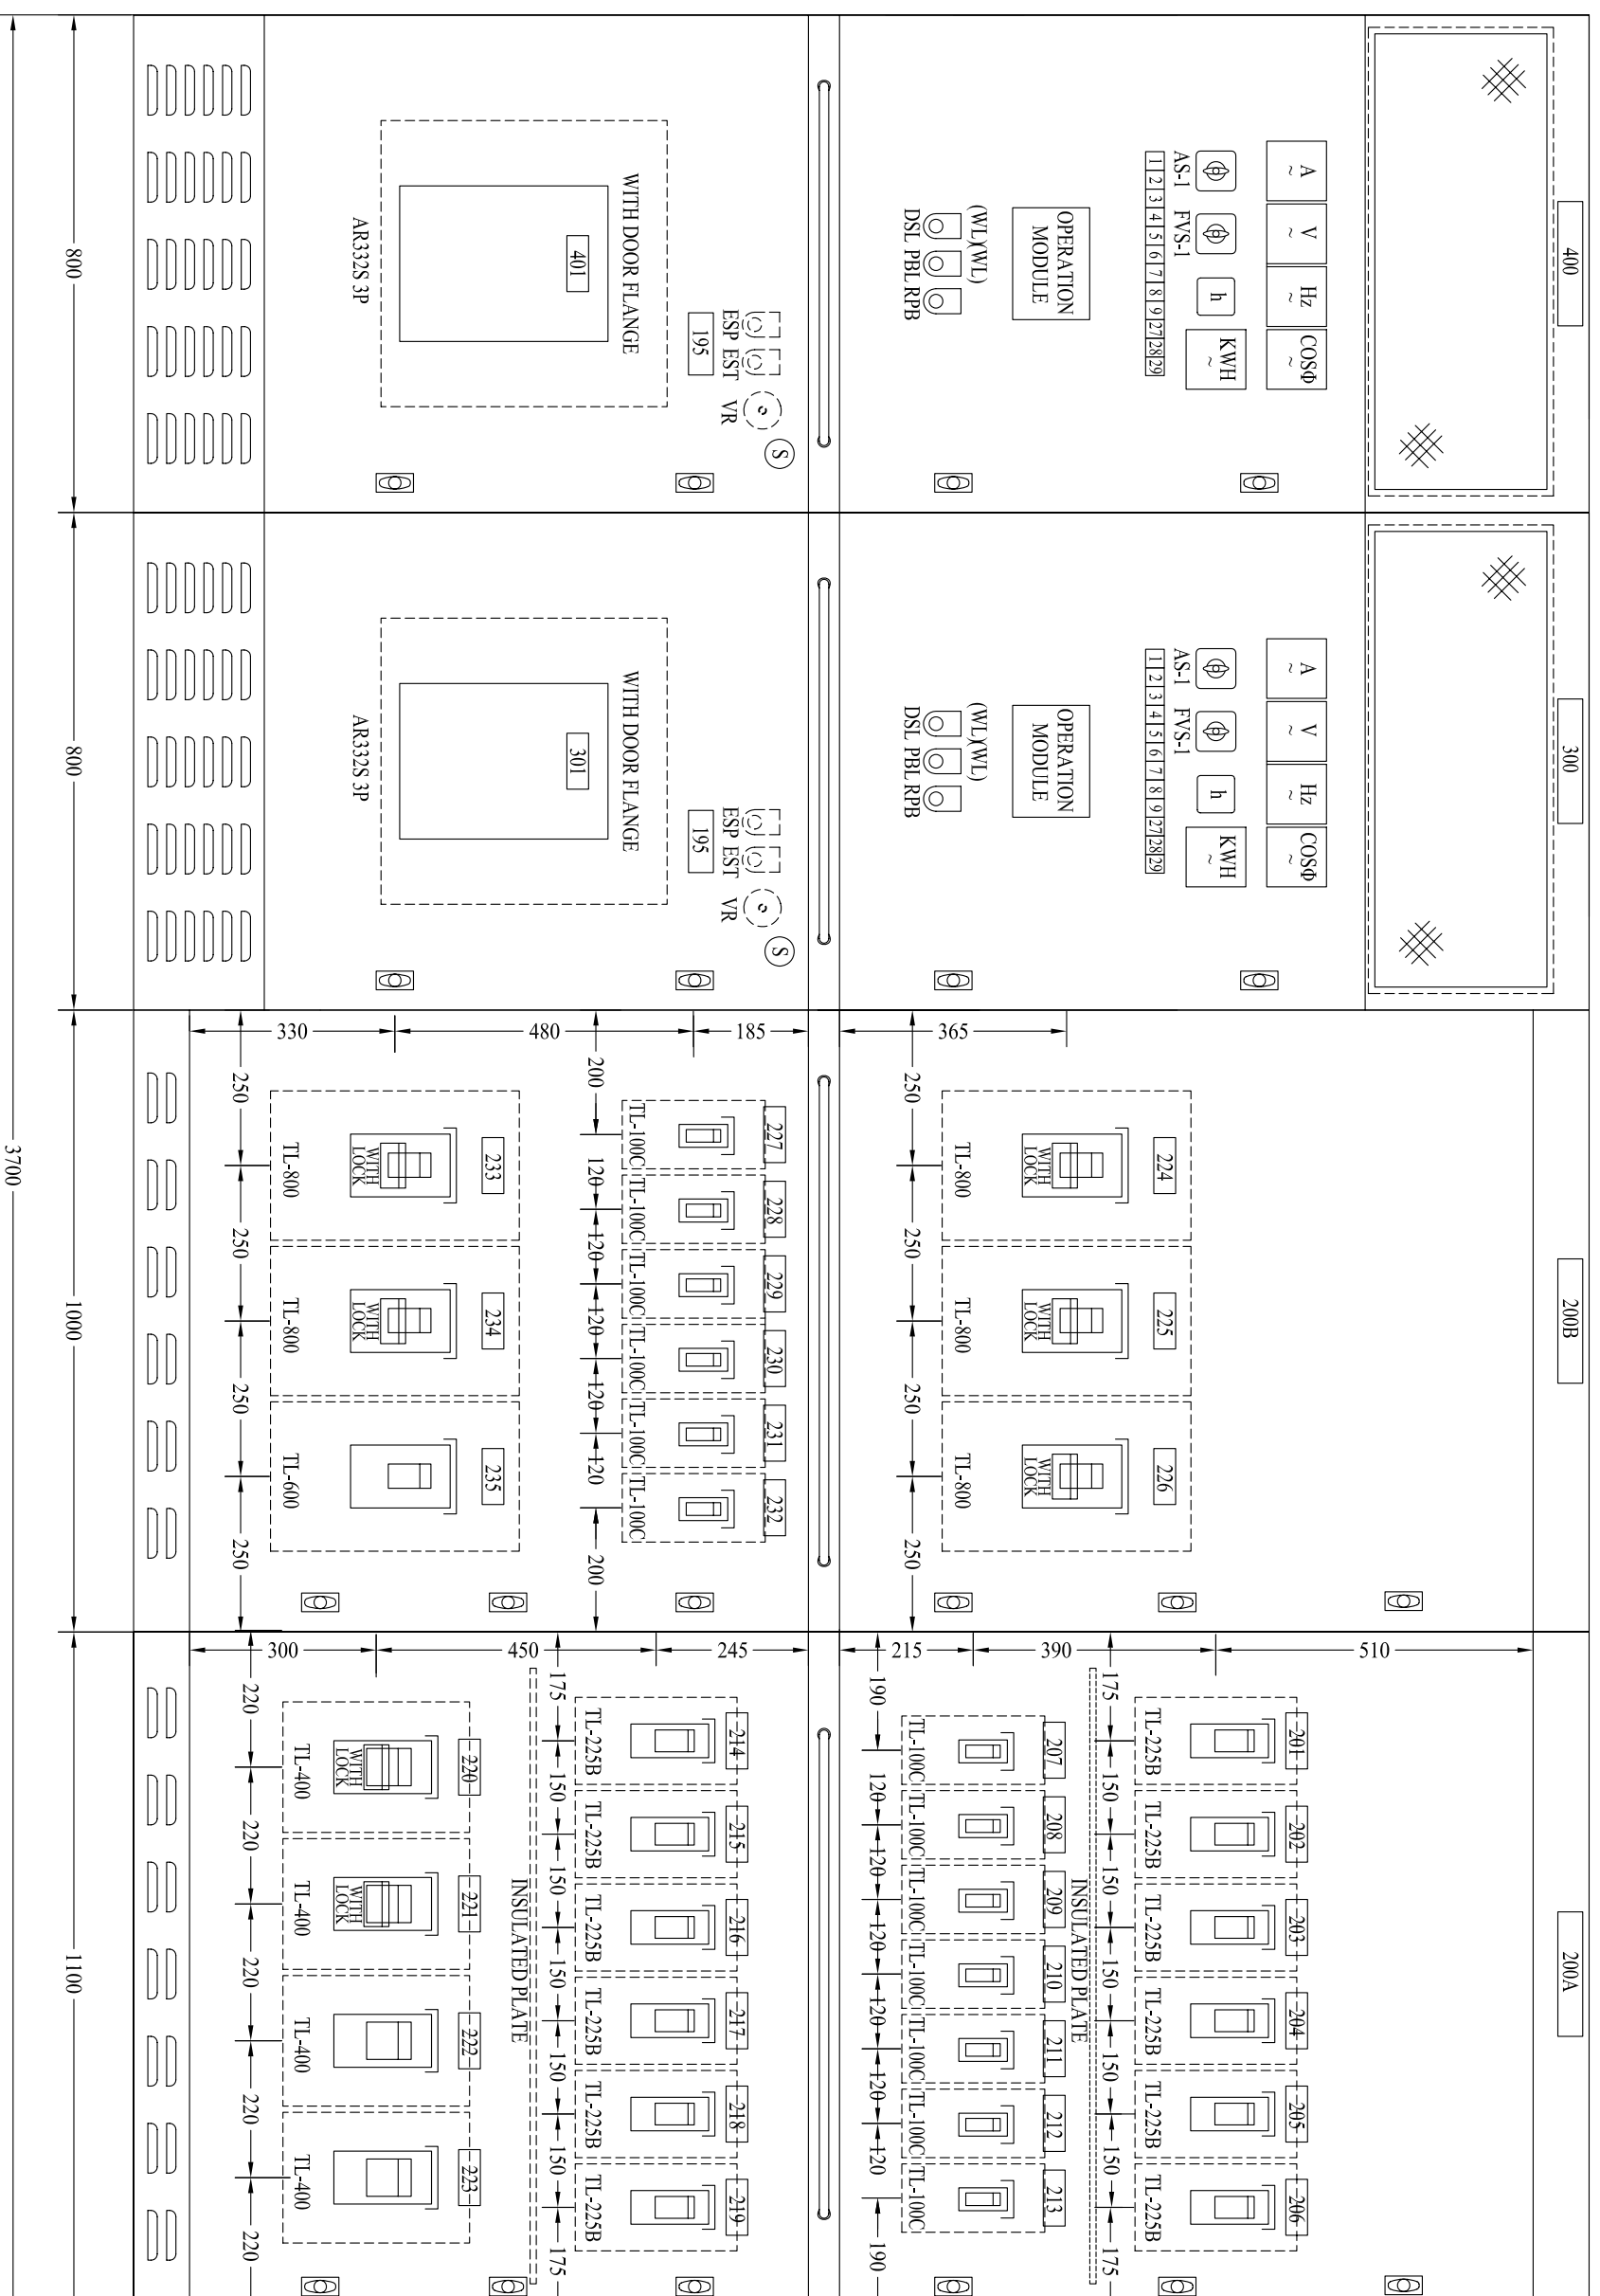 400
A
~
V
~
Hz
~
COSΦ
~
AS-1
FVS-1
h
KWH
~
1 2 3 4 5 6 7 8 9 27 28 29
OPERATION
MODULE
(WL)(WL)
DSL PBL RPB
S
ESP EST VR
195
WITH DOOR FLANGE
401
AR332S 3P
800
300
A
~
V
~
Hz
~
COSΦ
~
AS-1
FVS-1
h
KWH
~
1 2 3 4 5 6 7 8 9 27 28 29
OPERATION
MODULE
(WL)(WL)
DSL PBL RPB
S
ESP EST VR
195
WITH DOOR FLANGE
301
AR332S 3P
800
200B
365
224 225 226
WITH LOCK
WITH LOCK
WITH LOCK
TL-800 TL-800 TL-800
250 250 250 250
185
227 228 229 230 231 232
TL-100C TL-100C TL-100C TL-100C TL-100C TL-100C
200 120 120 120 120 120 200
480
233 234 235
WITH LOCK
WITH LOCK
TL-800 TL-800 TL-600
250 250 250 250
330
1000
200A
510
201 202 203 204 205 206
TL-225B TL-225B TL-225B TL-225B TL-225B TL-225B
175 150 150 150 150 150 175
INSULATED PLATE
390
207 208 209 210 211 212 213
TL-100C TL-100C TL-100C TL-100C TL-100C TL-100C TL-100C
190 120 120 120 120 120 120 190
215
245
214 215 216 217 218 219
TL-225B TL-225B TL-225B TL-225B TL-225B TL-225B
175 150 150 150 150 150 175
INSULATED PLATE
450
220 221 222 223
WITH LOCK
WITH LOCK
TL-400 TL-400 TL-400 TL-400
220 220 220 220 220
300
1100
3700